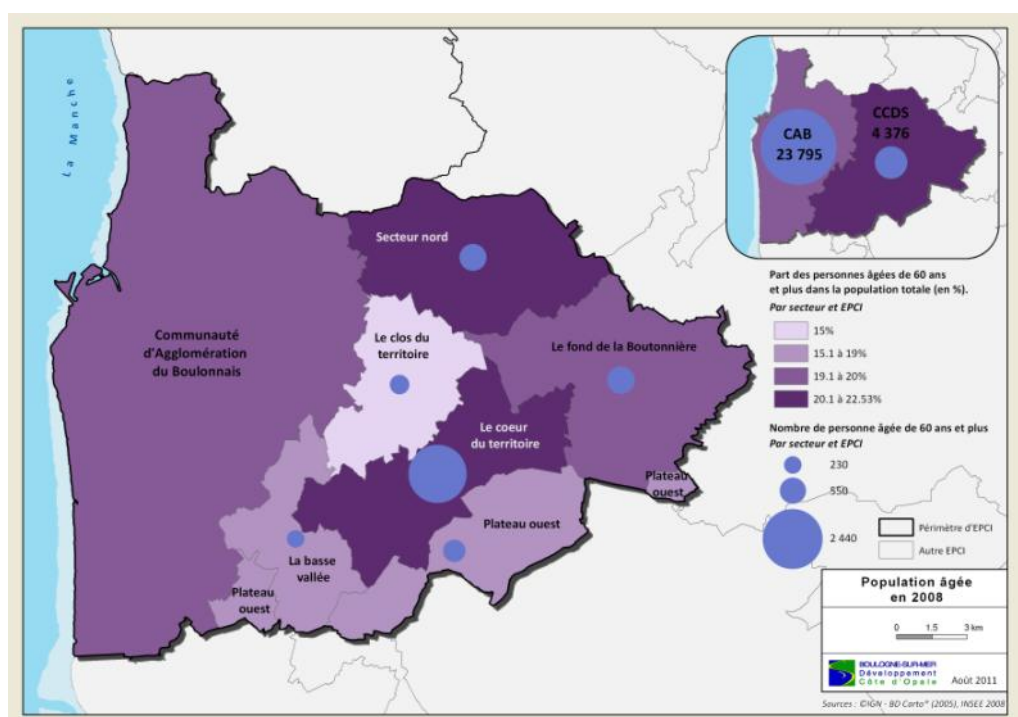 La Manche
CAB
23 795
CCDS
4 376
Secteur nord
Le clos du
territoire
Le fond de la Boutonnière
Communauté
d'Agglomération
du Boulonnais
Le coeur
du territoire
Plateau
ouest
Plateau ouest
La basse
vallée
Plateau
ouest
Part des personnes âgées de 60 ans
et plus dans la population totale (en %).
Par secteur et EPCI
15%
15.1 à 19%
19.1 à 20%
20.1 à 22.53%
Nombre de personne âgée de 60 ans et plus
Par secteur et EPCI
230
550
2 440
Périmètre d'EPCI
Autre EPCI
Population âgée
en 2008
0 1.5 3 km
BOULOGNE-SUR-MER
Développement
Côte d'Opale
Août 2011
Sources : ©IGN - BD Carto® (2005), INSEE 2008